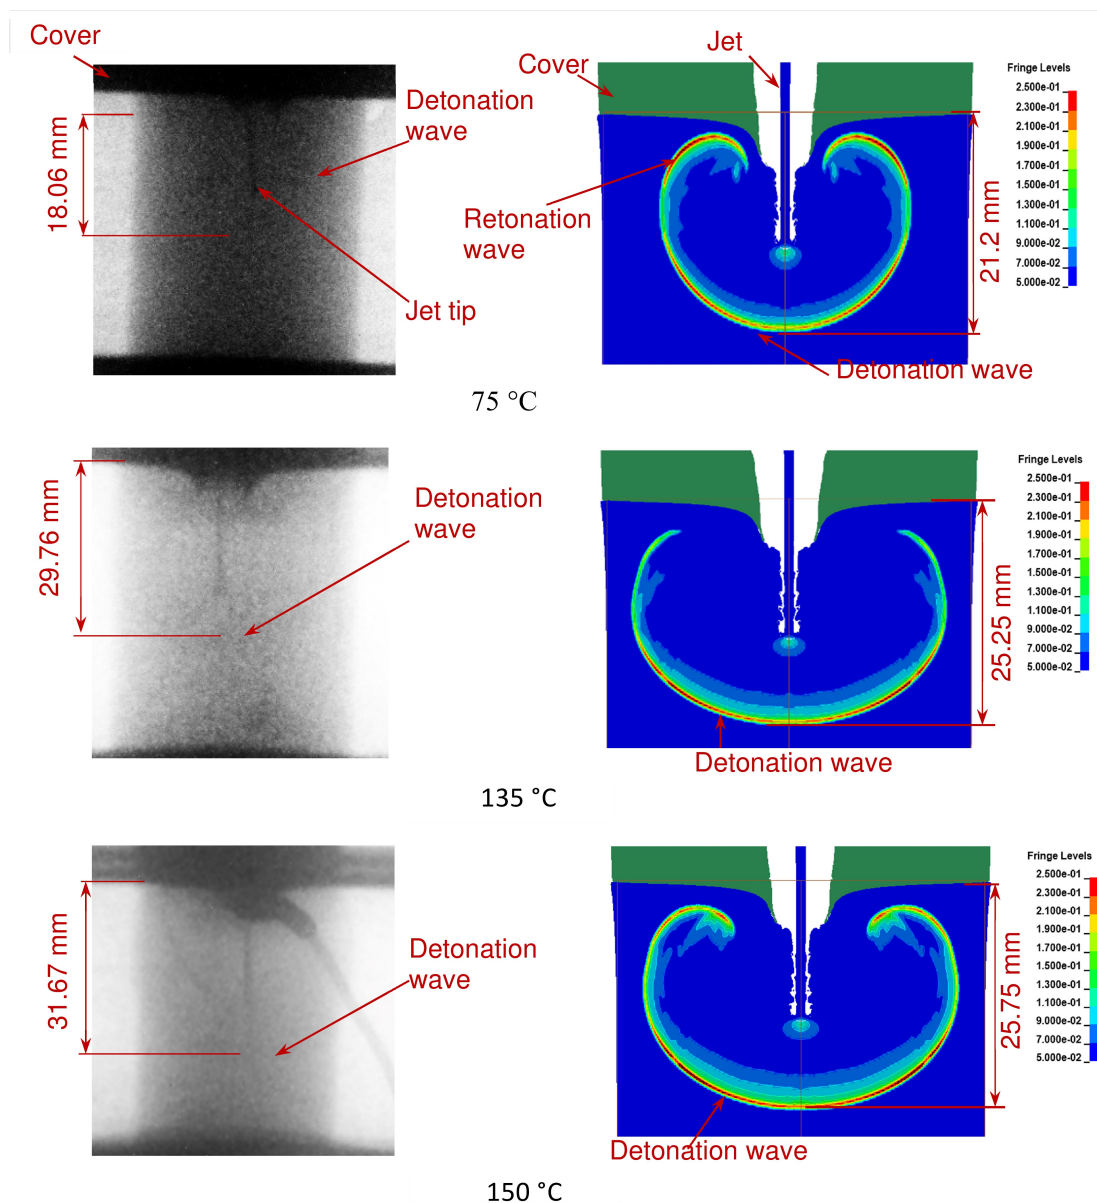 Cover
18.06 mm
Detonation
wave
Jet tip
Jet
Cover
Retonation
wave
21.2 mm
Detonation wave
Fringe Levels
2.500e-01
2.300e-01
2.100e-01
1.900e-01
1.700e-01
1.500e-01
1.300e-01
1.100e-01
9.000e-02
7.000e-02
5.000e-02
75 °C
29.76 mm
Detonation
wave
25.25 mm
Detonation wave
Fringe Levels
2.500e-01
2.300e-01
2.100e-01
1.900e-01
1.700e-01
1.500e-01
1.300e-01
1.100e-01
9.000e-02
7.000e-02
5.000e-02
135 °C
31.67 mm
Detonation
wave
25.75 mm
Detonation wave
Fringe Levels
2.500e-01
2.300e-01
2.100e-01
1.900e-01
1.700e-01
1.500e-01
1.300e-01
1.100e-01
9.000e-02
7.000e-02
5.000e-02
150 °C